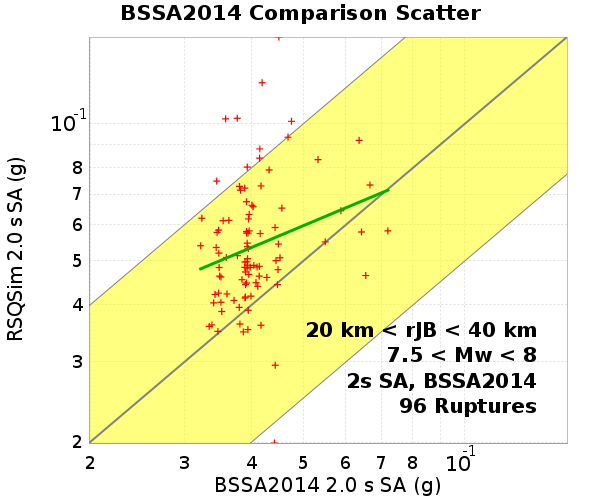 BSSA2014 Comparison Scatter
RSQSim 2.0 s SA (g)
10-1
8
7
6
5
4
3
2
20 km < rJB < 40 km
7.5 < Mw < 8
2s SA, BSSA2014
96 Ruptures
2 3 4 5 6 7 8 10-1
BSSA2014 2.0 s SA (g)